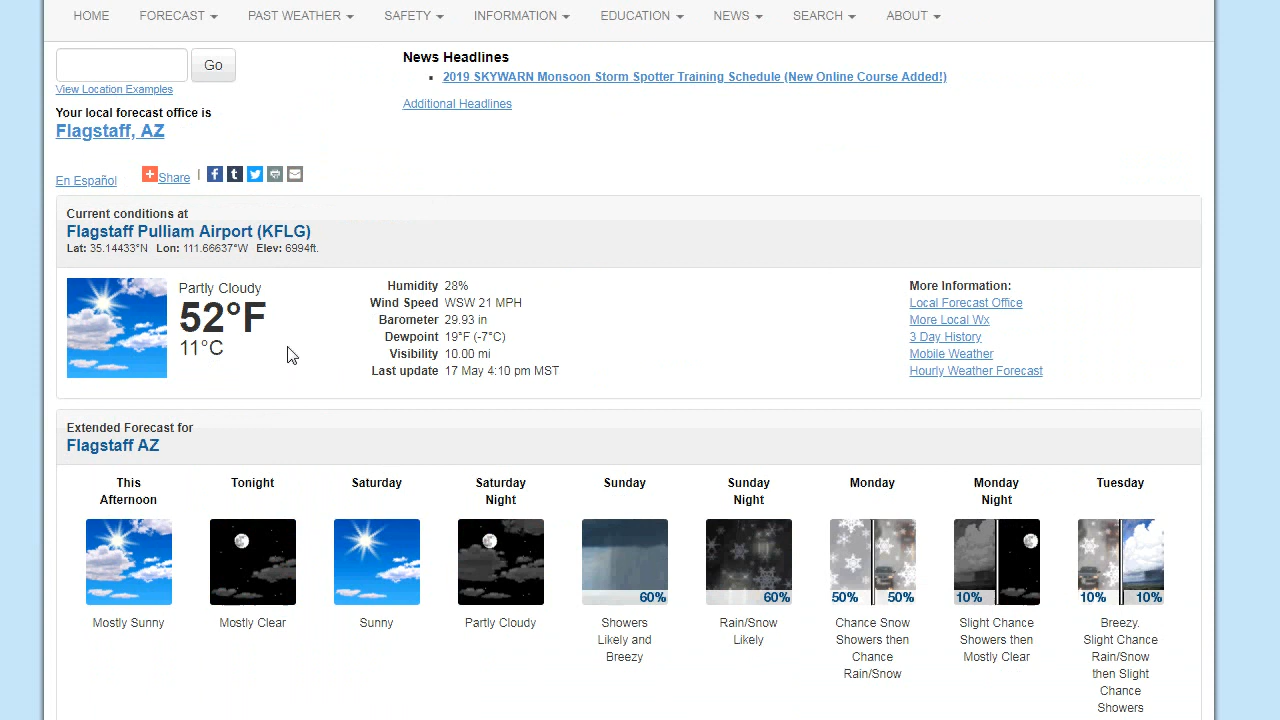 HOME FORECAST PAST WEATHER SAFETY INFORMATION EDUCATION NEWS SEARCH ABOUT
Go
View Location Examples
Your local forecast office is
Flagstaff, AZ
News Headlines
2019 SKYWARN Monsoon Storm Spotter Training Schedule (New Online Course Added!)
Additional Headlines
En Español
Share |
Current conditions at
Flagstaff Pulliam Airport (KFLG)
Lat: 35.14433°N Lon: 111.66637°W Elev: 6994ft.
Partly Cloudy
52°F
11°C
Humidity 28%
Wind Speed WSW 21 MPH
Barometer 29.93 in
Dewpoint 19°F (-7°C)
Visibility 10.00 mi
Last update 17 May 4:10 pm MST
More Information:
Local Forecast Office
More Local Wx
3 Day History
Mobile Weather
Hourly Weather Forecast
Extended Forecast for
Flagstaff AZ
This
Afternoon
Mostly Sunny
Tonight
Mostly Clear
Saturday
Sunny
Saturday
Night
Partly Cloudy
Sunday
60%
Showers
Likely and
Breezy
Sunday
Night
60%
Rain/Snow
Likely
Monday
50% 50%
Chance Snow
Showers then
Chance
Rain/Snow
Monday
Night
10%
Slight Chance
Showers then
Mostly Clear
Tuesday
10% 10%
Breezy.
Slight Chance
Rain/Snow
then Slight
Chance
Showers